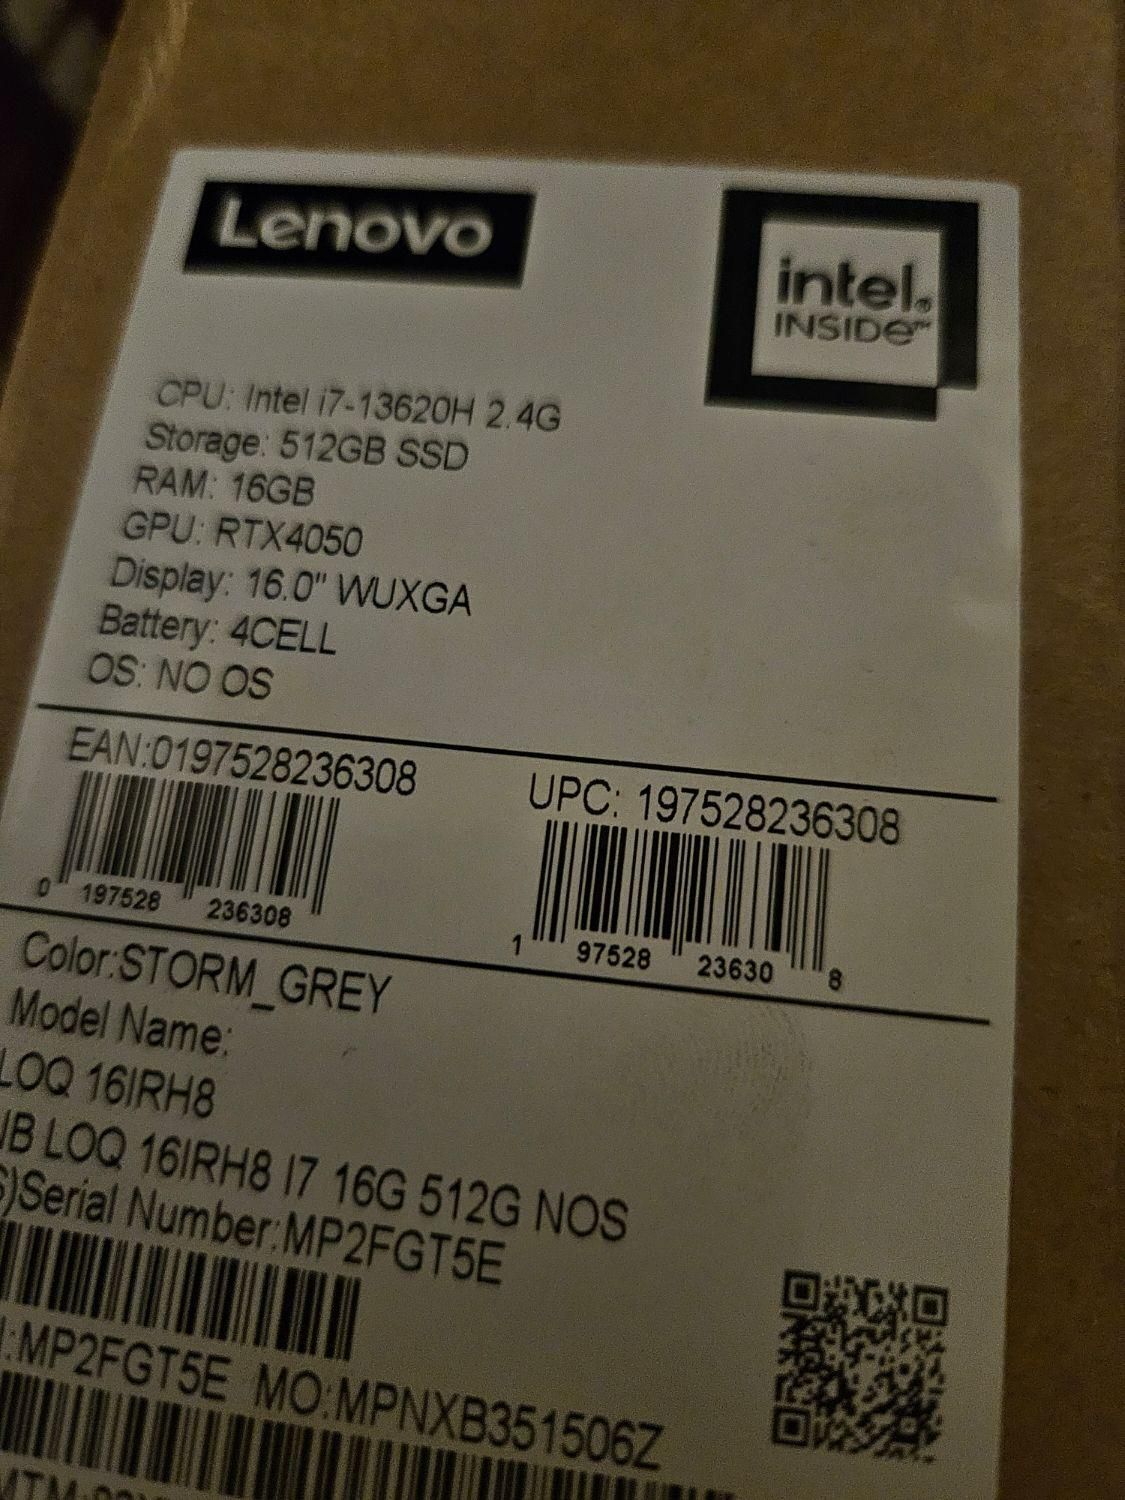 Lenovo
intel®
INSIDE™
CPU: Intel i7-13620H 2.4G
Storage: 512GB SSD
RAM: 16GB
GPU: RTX4050
Display: 16.0" WUXGA
Battery: 4CELL
OS: NO OS
EAN:0197528236308
UPC: 197528236308
0 197528 236308
1 97528 23630 8
Color:STORM_GREY
Model Name:
LOQ 16IRH8
LOQ 16IRH8 I7 16G 512G NOS
Serial Number:MP2FGT5E
MP2FGT5E MO:MPNXB351506Z